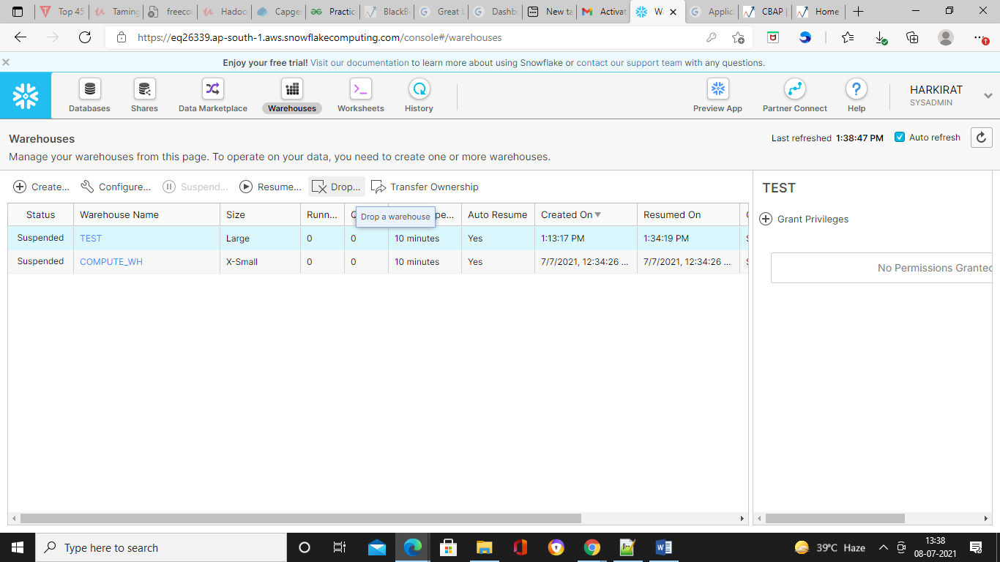 Top 45
Taming
freecou
Hadoo
Capge
Practic
BlackB
Great L
Dashbo
New ta
Activat
Wa
Applic
CBAP
Home
https://eq26339.ap-south-1.aws.snowflakecomputing.com/console#/warehouses
Enjoy your free trial! Visit our documentation to learn more about using Snowflake or contact our support team with any questions.
Databases
Shares
Data Marketplace
Warehouses
Worksheets
History
Preview App
Partner Connect
Help
HARKIRAT
SYSADMIN
Warehouses
Manage your warehouses from this page. To operate on your data, you need to create one or more warehouses.
Last refreshed 1:38:47 PM
Auto refresh
Create...
Configure...
Suspend...
Resume...
Drop...
Transfer Ownership
Status Warehouse Name Size Runn... Q pe... Auto Resume Created On Resumed On
Drop a warehouse
Suspended TEST Large 0 0 10 minutes Yes 1:13:17 PM 1:34:19 PM
Suspended COMPUTE_WH X-Small 0 0 10 minutes Yes 7/7/2021, 12:34:26 ... 7/7/2021, 12:34:26 ...
TEST
Grant Privileges
No Permissions Granted
Type here to search
39°C Haze
13:38
08-07-2021